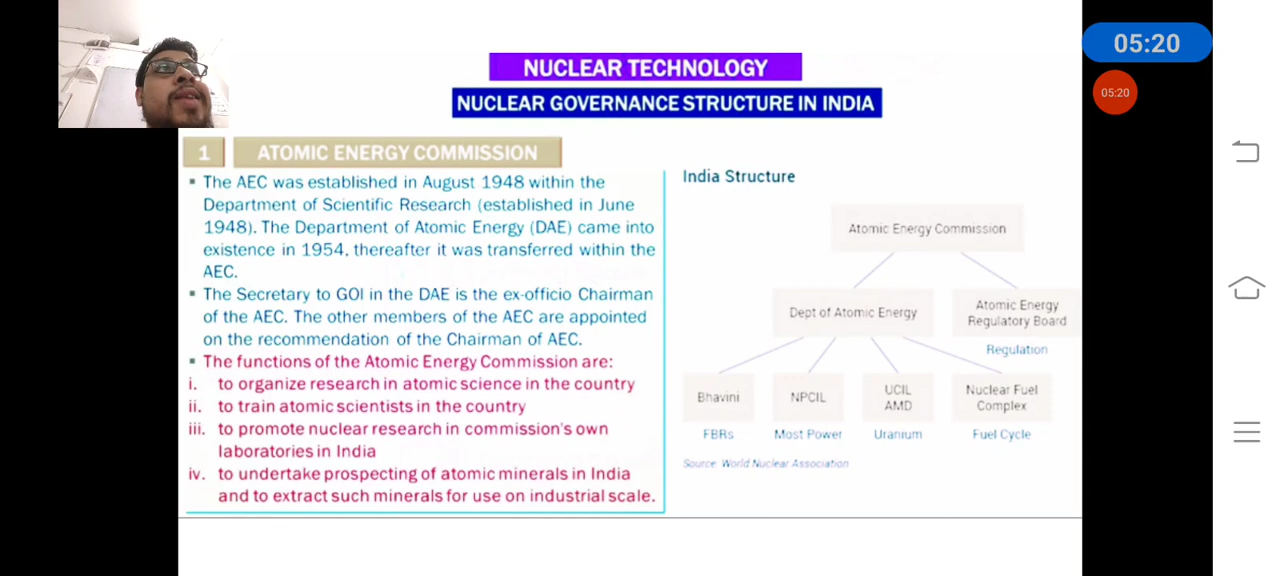 05:20
05:20
NUCLEAR TECHNOLOGY
NUCLEAR GOVERNANCE STRUCTURE IN INDIA
1 ATOMIC ENERGY COMMISSION
▪ The AEC was established in August 1948 within the
Department of Scientific Research (established in June
1948). The Department of Atomic Energy (DAE) came into
existence in 1954, thereafter it was transferred within the
AEC.
▪ The Secretary to GOI in the DAE is the ex-officio Chairman
of the AEC. The other members of the AEC are appointed
on the recommendation of the Chairman of AEC.
▪ The functions of the Atomic Energy Commission are:
i. to organize research in atomic science in the country
ii. to train atomic scientists in the country
iii. to promote nuclear research in commission's own
laboratories in India
iv. to undertake prospecting of atomic minerals in India
and to extract such minerals for use on industrial scale.
India Structure
Atomic Energy Commission
Dept of Atomic Energy
Atomic Energy
Regulatory Board
Regulation
Bhavini
FBRs
NPCIL
Most Power
UCIL
AMD
Uranium
Nuclear Fuel
Complex
Fuel Cycle
Source: World Nuclear Association